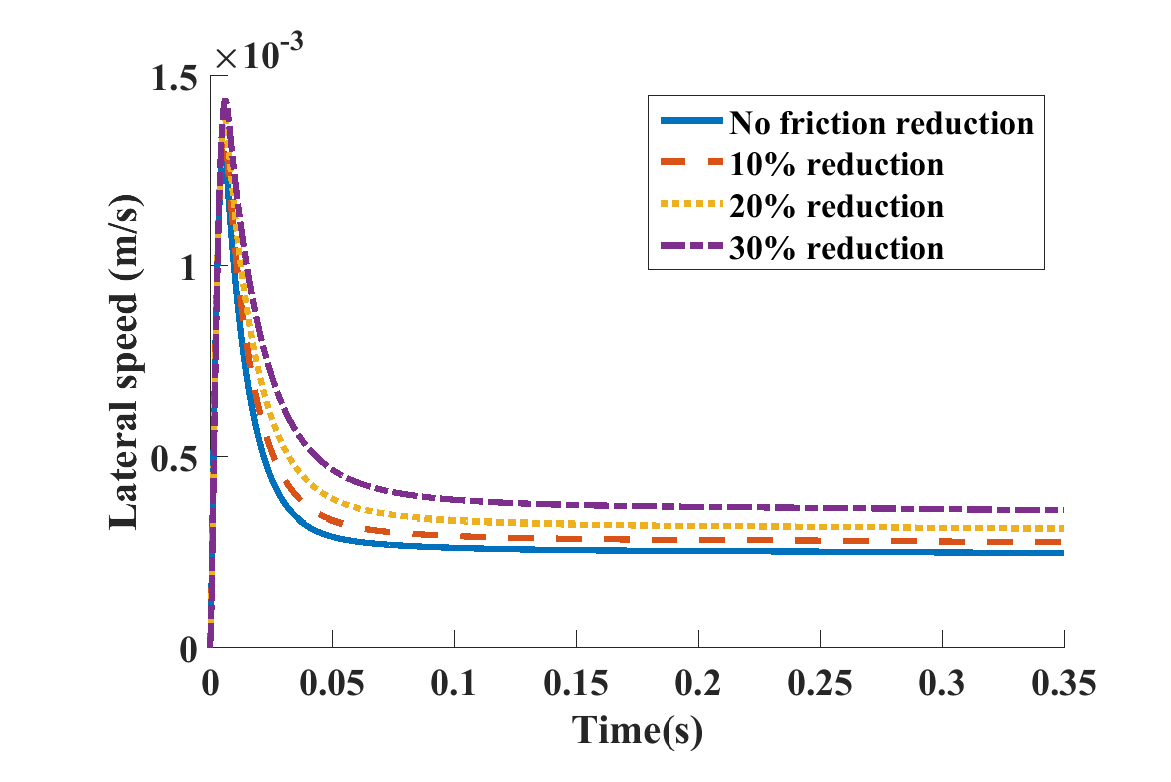 ×10-3
1.5
1
0.5
0
Lateral speed (m/s)
No friction reduction
10% reduction
20% reduction
30% reduction
0 0.05 0.1 0.15 0.2 0.25 0.3 0.35
Time(s)